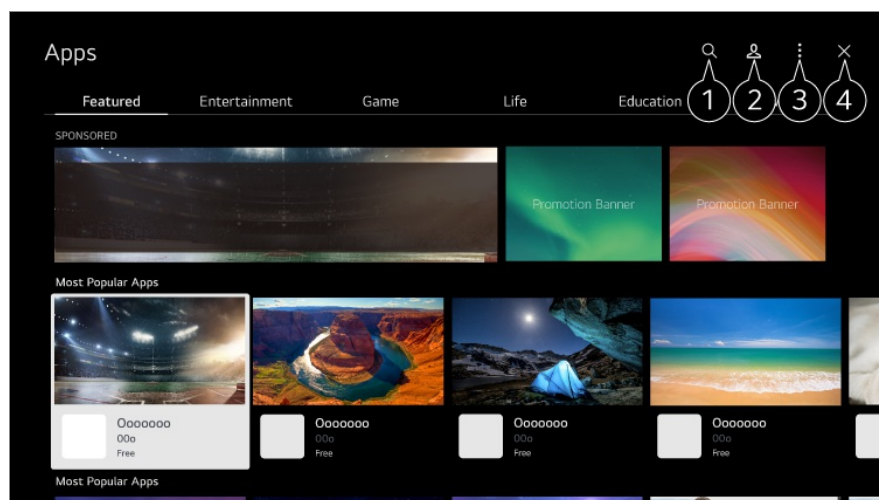 Apps
Featured Entertainment Game Life Education
1 2 3 4
SPONSORED
Promotion Banner Promotion Banner
Most Popular Apps
Ooooooo Ooooooo Ooooooo Ooooooo
00o 00o 00o 00o
Free Free Free Free
Most Popular Apps